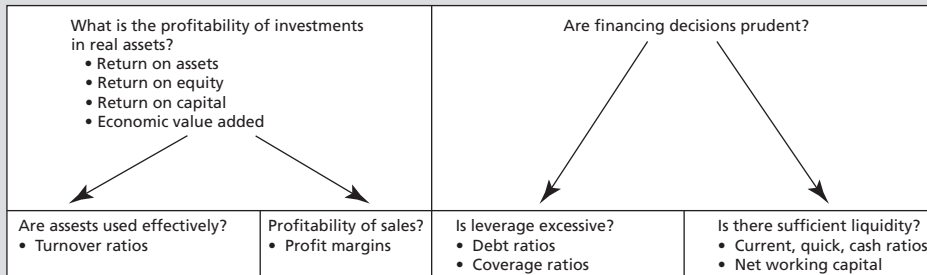 What is the profitability of investments
in real assets?
• Return on assets
• Return on equity
• Return on capital
• Economic value added
Are financing decisions prudent?
Are assests used effectively?
• Turnover ratios
Profitability of sales?
• Profit margins
Is leverage excessive?
• Debt ratios
• Coverage ratios
Is there sufficient liquidity?
• Current, quick, cash ratios
• Net working capital